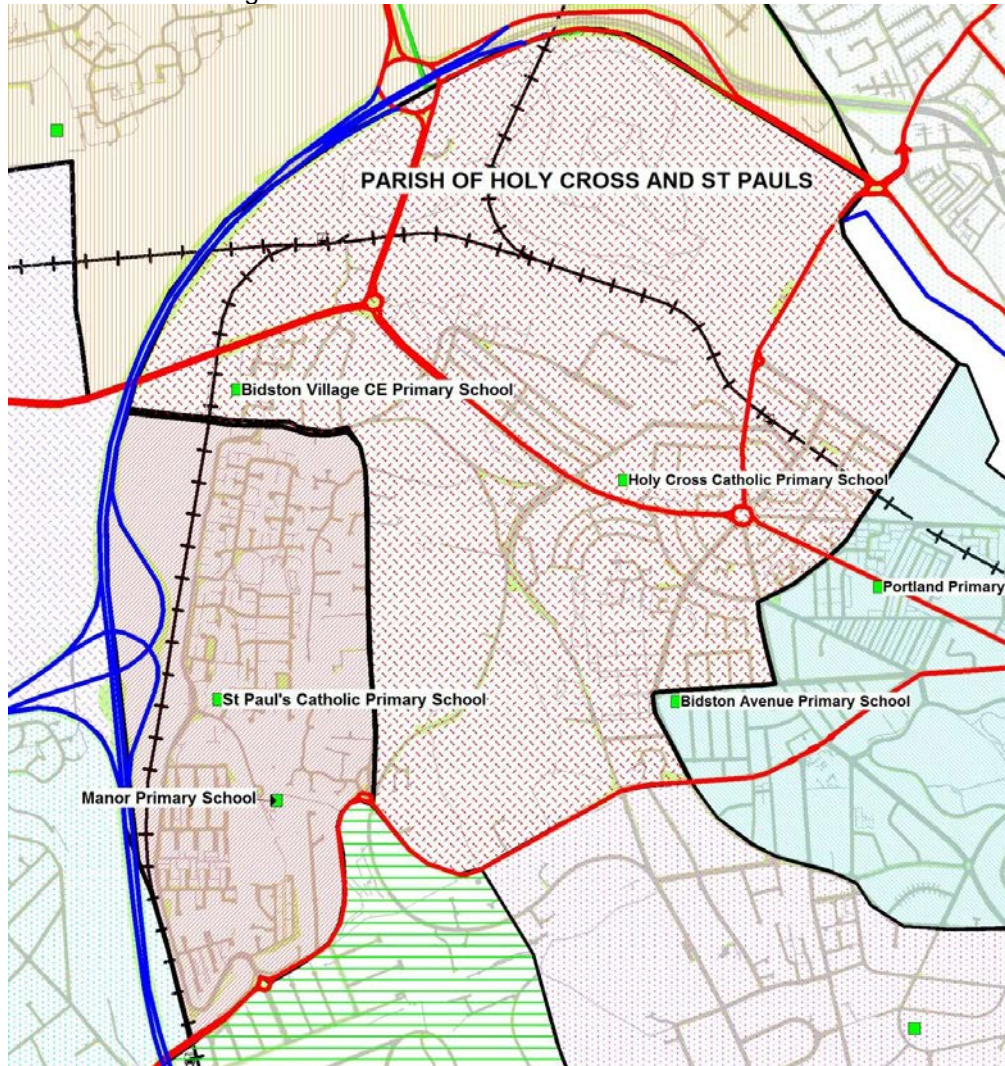 PARISH OF HOLY CROSS AND ST PAULS
Bidston Village CE Primary School
Holy Cross Catholic Primary School
Portland Primary
St Paul's Catholic Primary School
Bidston Avenue Primary School
Manor Primary School